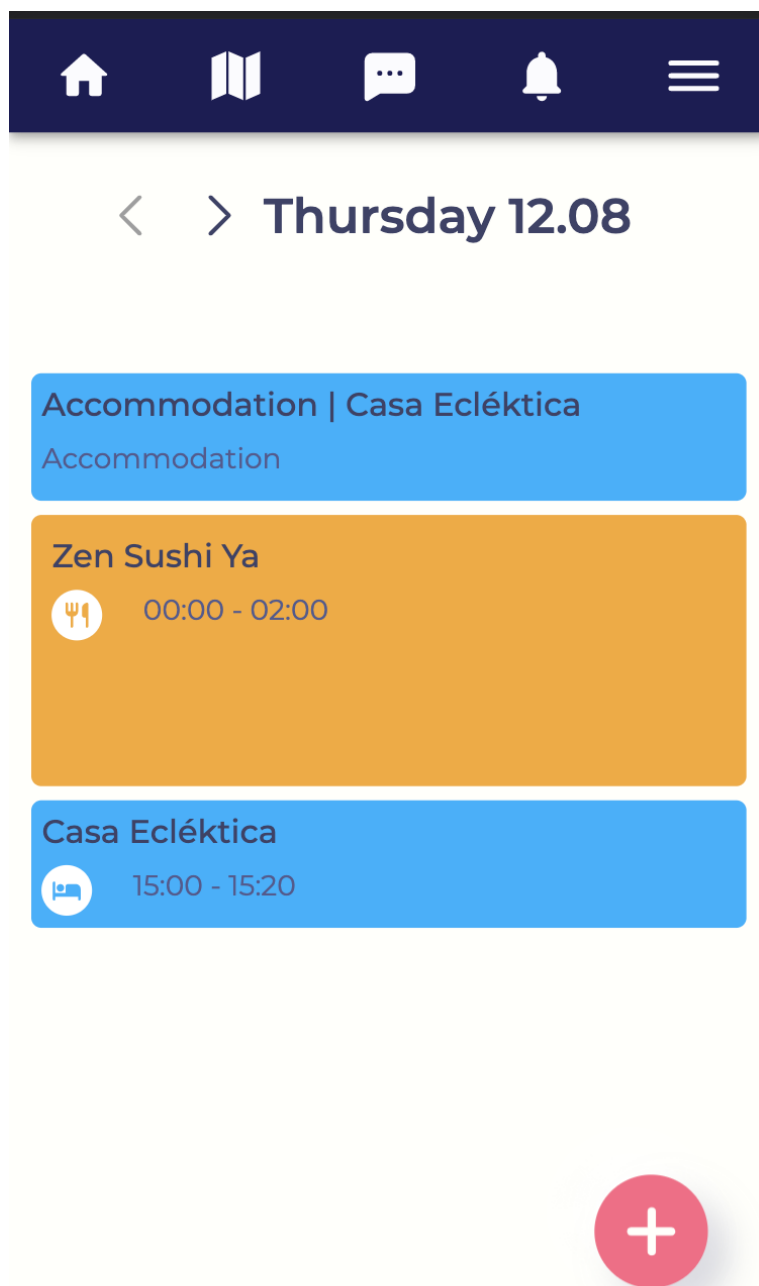 Thursday 12.08
Accommodation | Casa Ecléktica
Accommodation
Zen Sushi Ya
00:00 - 02:00
Casa Ecléktica
15:00 - 15:20